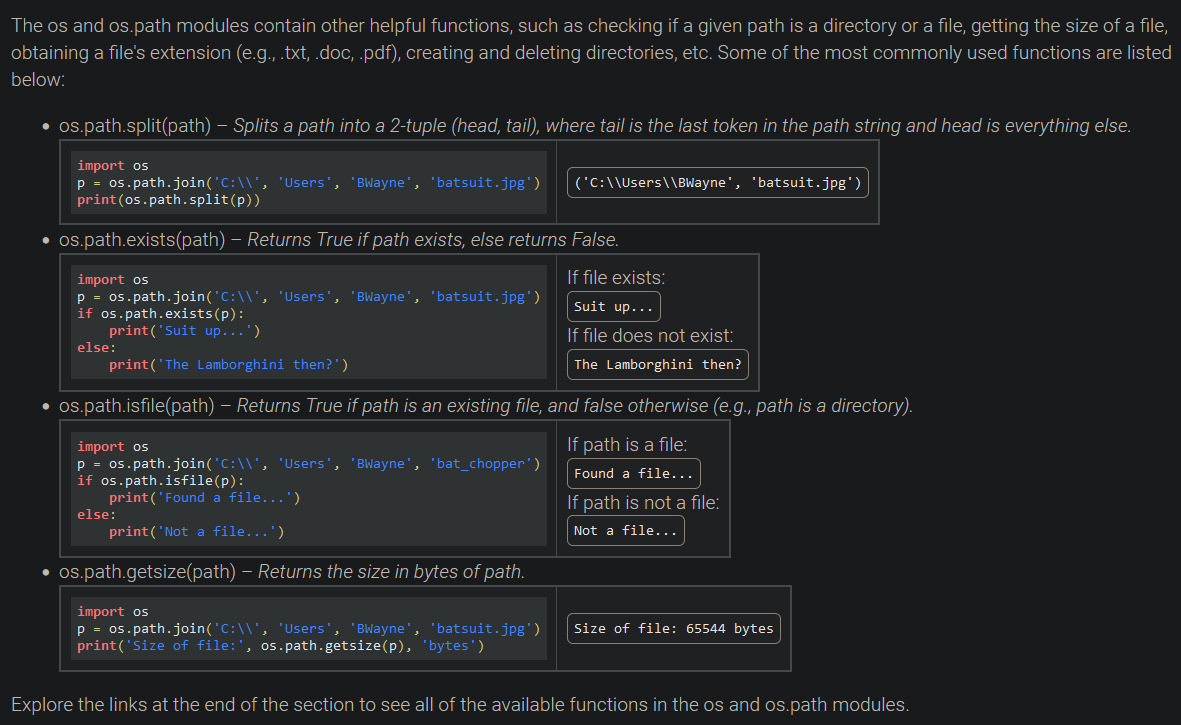 The os and os.path modules contain other helpful functions, such as checking if a given path is a directory or a file, getting the size of a file,
obtaining a file's extension (e.g., .txt, .doc, .pdf), creating and deleting directories, etc. Some of the most commonly used functions are listed
below:
• os.path.split(path) – Splits a path into a 2-tuple (head, tail), where tail is the last token in the path string and head is everything else.
import os
p = os.path.join('C:\\', 'Users', 'BWayne', 'batsuit.jpg')
print(os.path.split(p))
('C:\\Users\\BWayne', 'batsuit.jpg')
• os.path.exists(path) – Returns True if path exists, else returns False.
import os
p = os.path.join('C:\\', 'Users', 'BWayne', 'batsuit.jpg')
if os.path.exists(p):
    print('Suit up...')
else:
    print('The Lamborghini then?')
If file exists:
Suit up...
If file does not exist:
The Lamborghini then?
• os.path.isfile(path) – Returns True if path is an existing file, and false otherwise (e.g., path is a directory).
import os
p = os.path.join('C:\\', 'Users', 'BWayne', 'bat_chopper')
if os.path.isfile(p):
    print('Found a file...')
else:
    print('Not a file...')
If path is a file:
Found a file...
If path is not a file:
Not a file...
• os.path.getsize(path) – Returns the size in bytes of path.
import os
p = os.path.join('C:\\', 'Users', 'BWayne', 'batsuit.jpg')
print('Size of file:', os.path.getsize(p), 'bytes')
Size of file: 65544 bytes
Explore the links at the end of the section to see all of the available functions in the os and os.path modules.